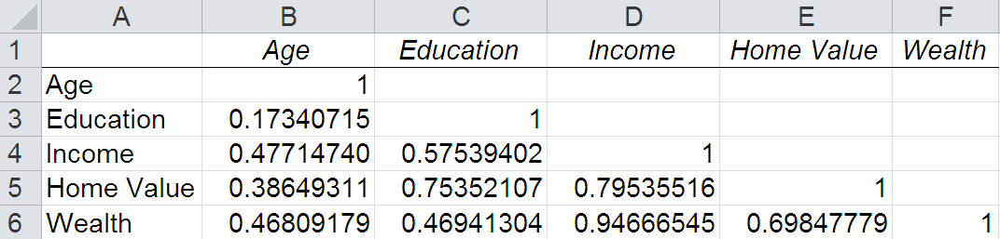 A B C D E F
1 Age Education Income Home Value Wealth
2 Age 1
3 Education 0.17340715 1
4 Income 0.47714740 0.57539402 1
5 Home Value 0.38649311 0.75352107 0.79535516 1
6 Wealth 0.46809179 0.46941304 0.94666545 0.69847779 1